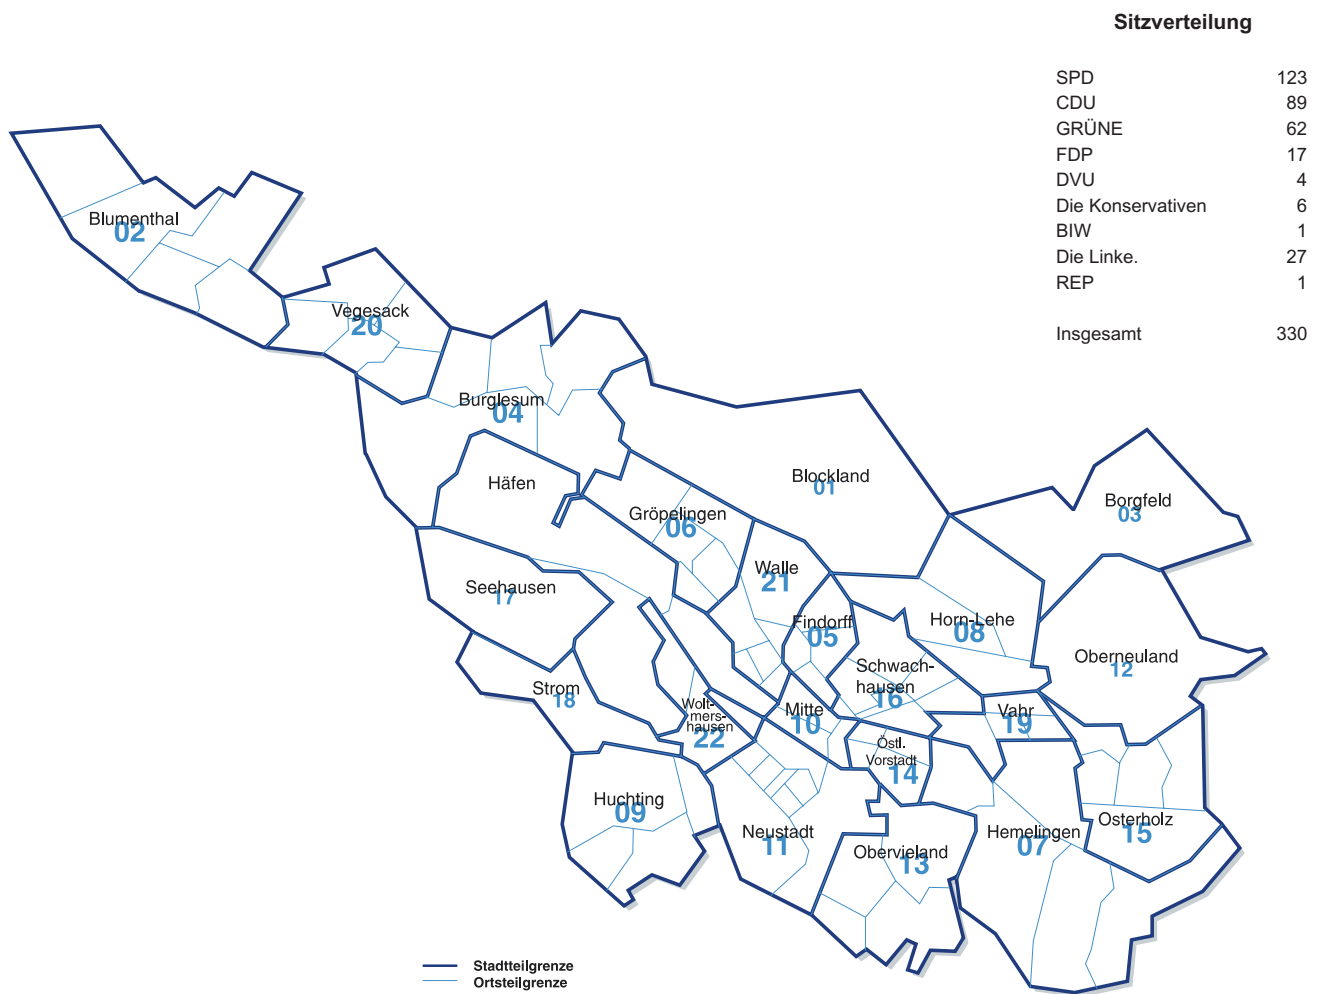 Sitzverteilung
SPD 123
CDU 89
GRÜNE 62
FDP 17
DVU 4
Die Konservativen 6
BIW 1
Die Linke. 27
REP 1
Insgesamt 330
Blumenthal
02
Vegesack
20
Burglesum
04
Häfen
Blockland
01
Borgfeld
03
Gröpelingen
06
Walle
21
Seehausen
17
Findorff
05
Horn-Lehe
08
Oberneuland
12
Schwach-
hausen
16
Strom
18
Wolt-
mers-
hausen
22
Mitte
10
Vahr
19
Östl.
Vorstadt
14
Huchting
09
Neustadt
11
Obervieland
13
Hemelingen
07
Osterholz
15
Stadtteilgrenze
Ortsteilgrenze